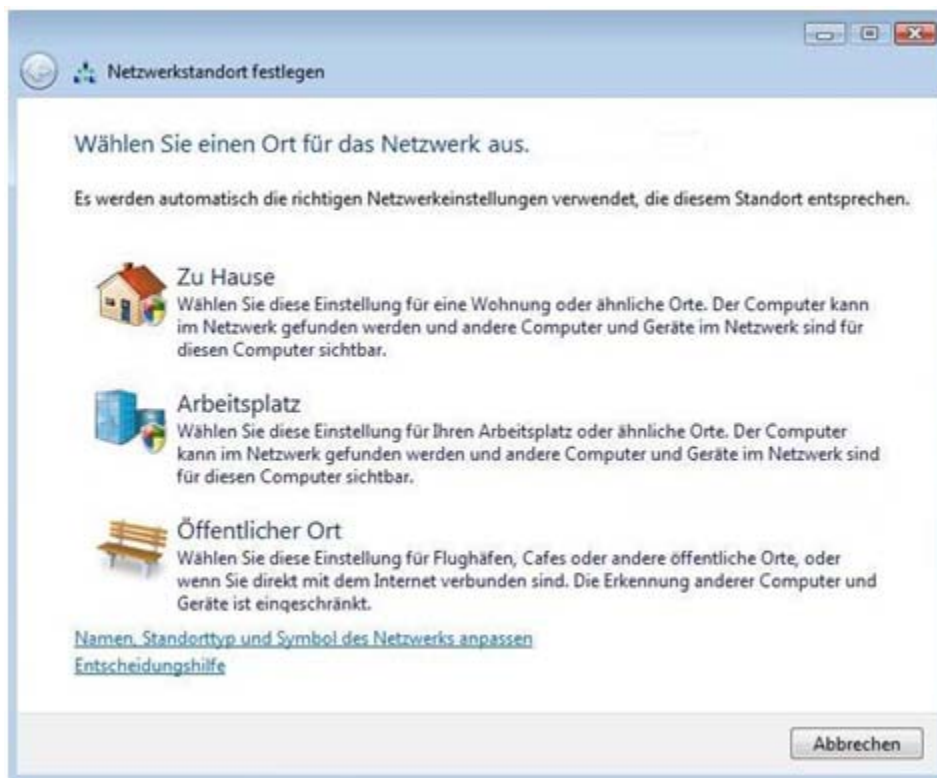 Netzwerkstandort festlegen
Wählen Sie einen Ort für das Netzwerk aus.
Es werden automatisch die richtigen Netzwerkeinstellungen verwendet, die diesem Standort entsprechen.
Zu Hause
Wählen Sie diese Einstellung für eine Wohnung oder ähnliche Orte. Der Computer kann
im Netzwerk gefunden werden und andere Computer und Geräte im Netzwerk sind für
diesen Computer sichtbar.
Arbeitsplatz
Wählen Sie diese Einstellung für Ihren Arbeitsplatz oder ähnliche Orte. Der Computer
kann im Netzwerk gefunden werden und andere Computer und Geräte im Netzwerk sind
für diesen Computer sichtbar.
Öffentlicher Ort
Wählen Sie diese Einstellung für Flughäfen, Cafes oder andere öffentliche Orte, oder
wenn Sie direkt mit dem Internet verbunden sind. Die Erkennung anderer Computer und
Geräte ist eingeschränkt.
Namen, Standorttyp und Symbol des Netzwerks anpassen
Entscheidungshilfe
Abbrechen